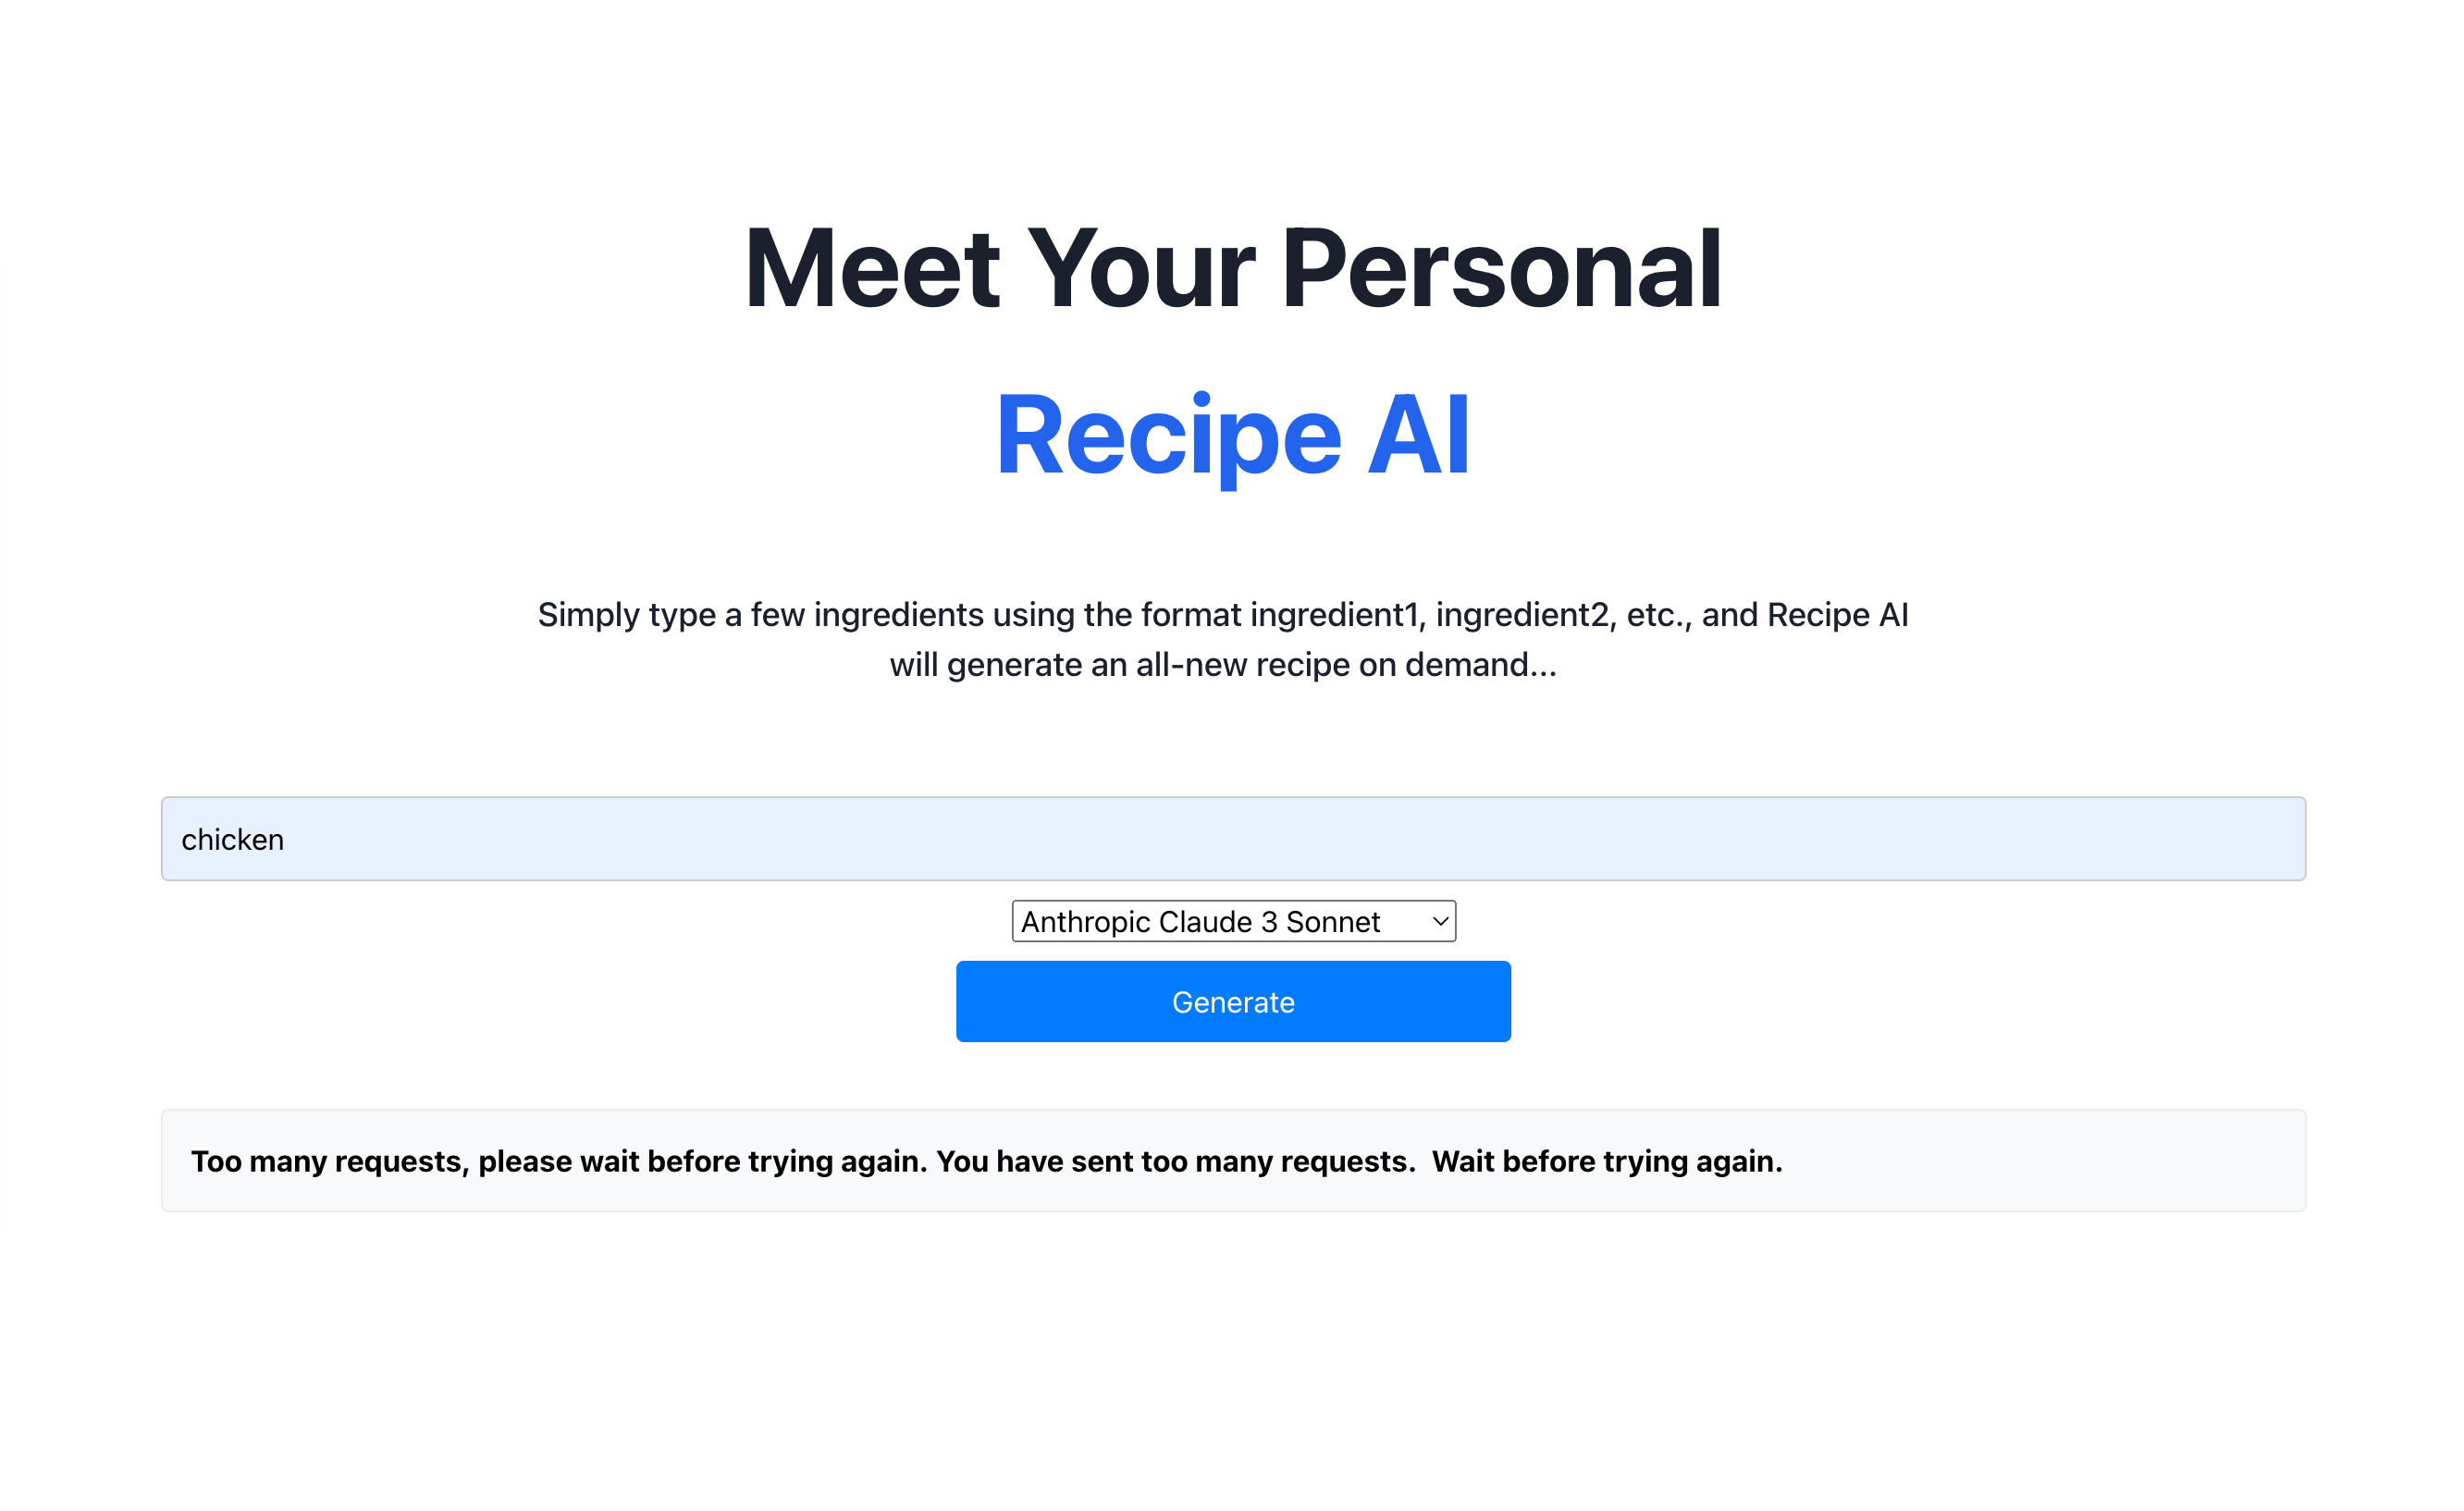 Meet Your Personal
Recipe AI
Simply type a few ingredients using the format ingredient1, ingredient2, etc., and Recipe AI
will generate an all-new recipe on demand...
chicken
Anthropic Claude 3 Sonnet
Generate
Too many requests, please wait before trying again. You have sent too many requests.  Wait before trying again.